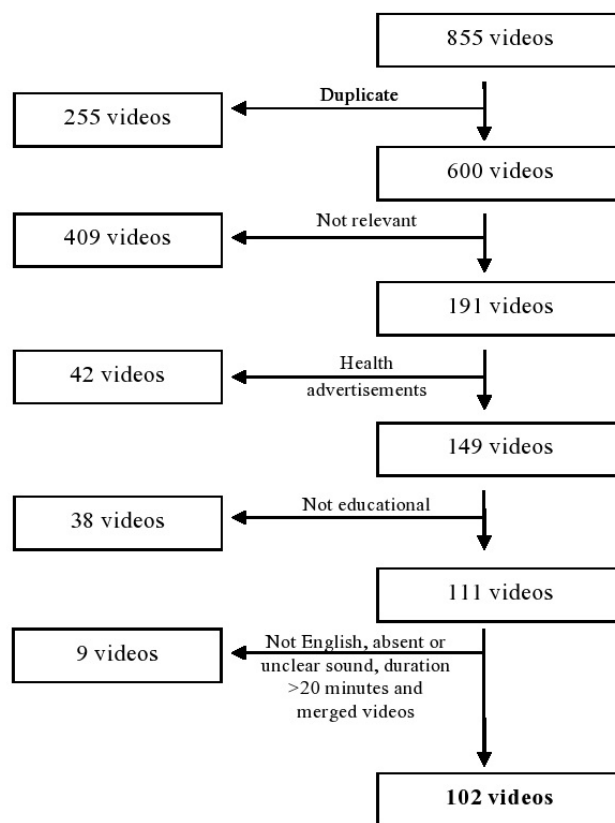 855 videos
Duplicate
255 videos
600 videos
Not relevant
409 videos
191 videos
Health
advertisements
42 videos
149 videos
Not educational
38 videos
111 videos
Not English, absent or
unclear sound, duration
>20 minutes and
merged videos
9 videos
102 videos